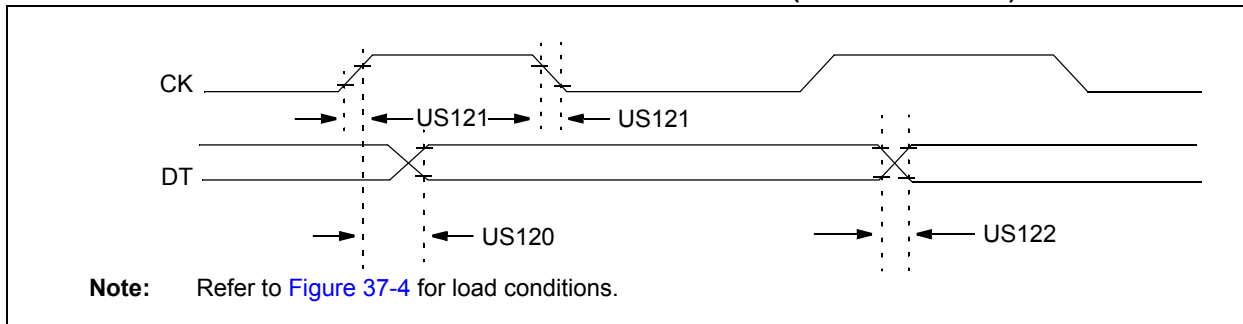 CK
US121 US121
DT
US120 US122
Note: Refer to Figure 37-4 for load conditions.